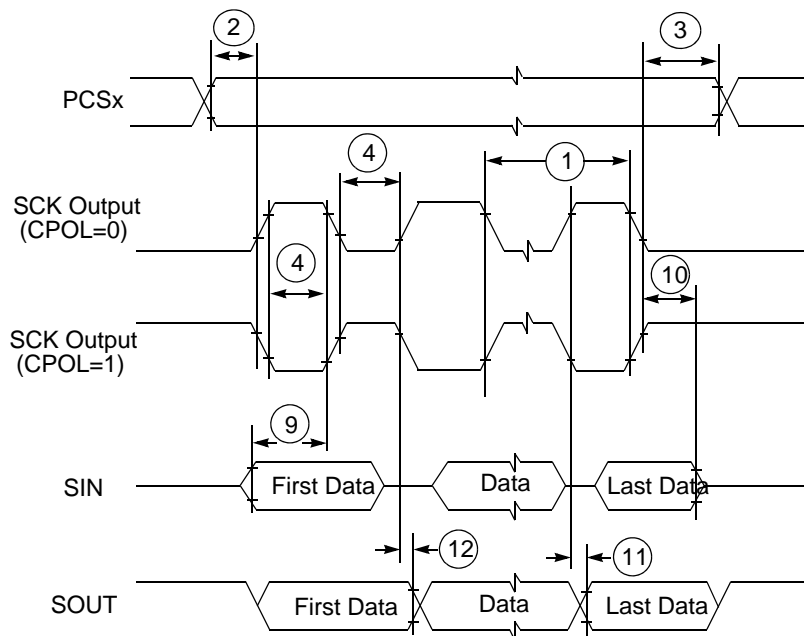 2
3
PCSx
4
1
SCK Output
(CPOL=0)
4
10
SCK Output
(CPOL=1)
9
SIN
First Data
Data
Last Data
12
11
SOUT
First Data
Data
Last Data